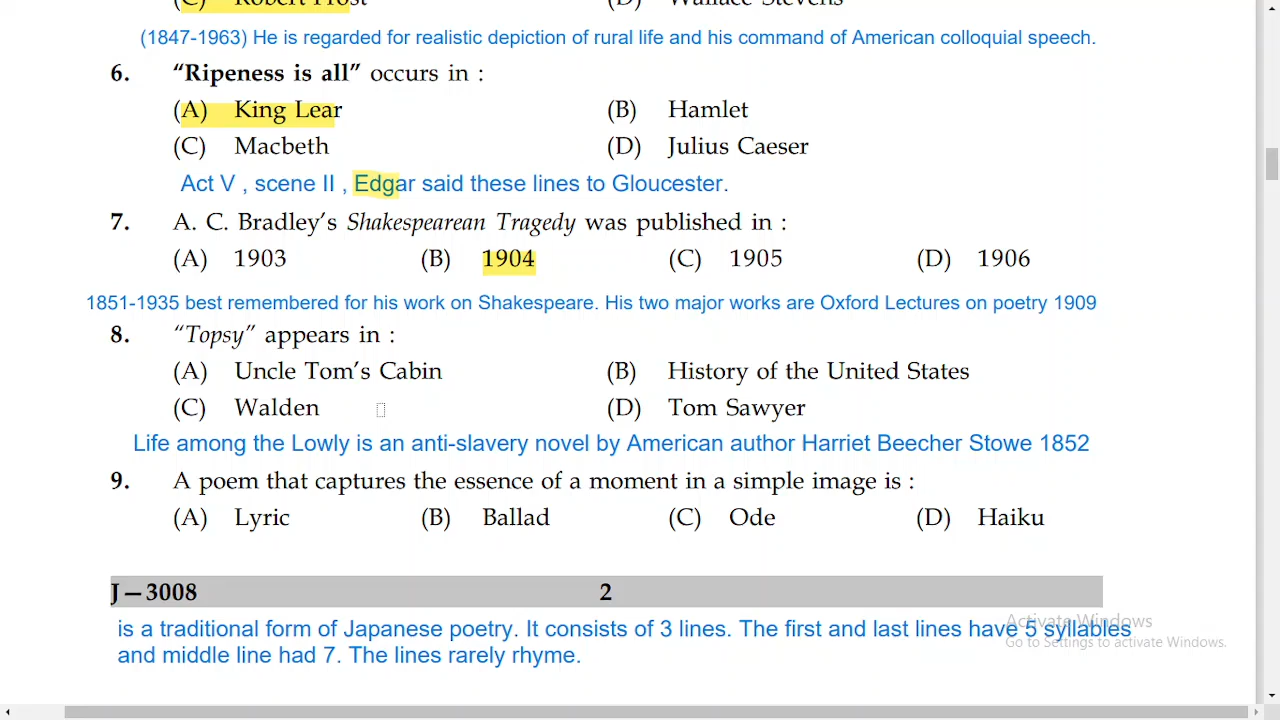 (C) Robert Frost (D) Wallace Stevens
(1847-1963) He is regarded for realistic depiction of rural life and his command of American colloquial speech.
6. “Ripeness is all” occurs in :
(A) King Lear (B) Hamlet
(C) Macbeth (D) Julius Caeser
Act V , scene II , Edgar said these lines to Gloucester.
7. A. C. Bradley’s Shakespearean Tragedy was published in :
(A) 1903 (B) 1904 (C) 1905 (D) 1906
1851-1935 best remembered for his work on Shakespeare. His two major works are Oxford Lectures on poetry 1909
8. “Topsy” appears in :
(A) Uncle Tom’s Cabin (B) History of the United States
(C) Walden (D) Tom Sawyer
Life among the Lowly is an anti-slavery novel by American author Harriet Beecher Stowe 1852
9. A poem that captures the essence of a moment in a simple image is :
(A) Lyric (B) Ballad (C) Ode (D) Haiku
J – 3008 2
is a traditional form of Japanese poetry. It consists of 3 lines. The first and last lines have 5 syllables
and middle line had 7. The lines rarely rhyme.
Activate Windows
Go to Settings to activate Windows.